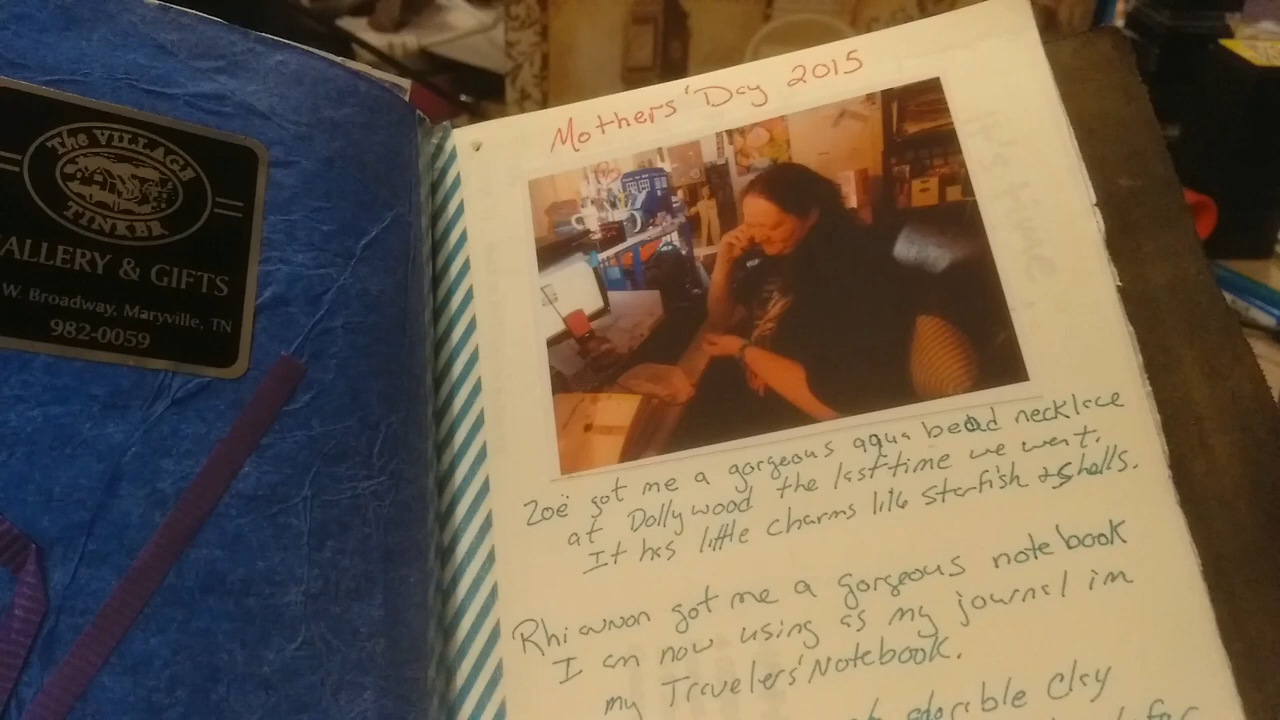 The VILLAGE
TINKER
ALLERY & GIFTS
W. Broadway, Maryville, TN
982-0059
Mothers' Day 2015
Zoë got me a gorgeous aqua bead necklace
at Dollywood the last time we went.
It has little charms like starfish & shells.
Rhiannon got me a gorgeous notebook
I am now using as my journal in
my Travelers' Notebook.
adorable clay
for